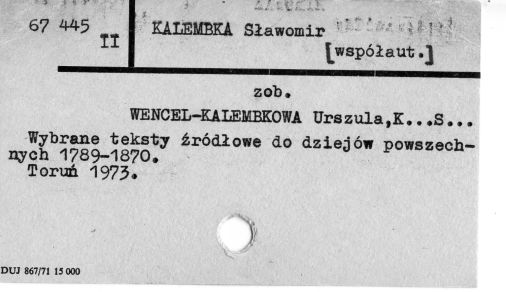 67 445
II
KALEMBKA Sławomir
[współaut.]
zob.
WENCEL-KALEMBKOWA Urszula,K...S...
Wybrane teksty źródłowe do dziejów powszech-
nych 1789-1870.
Toruń 1973.
DUJ 867/71 15 000